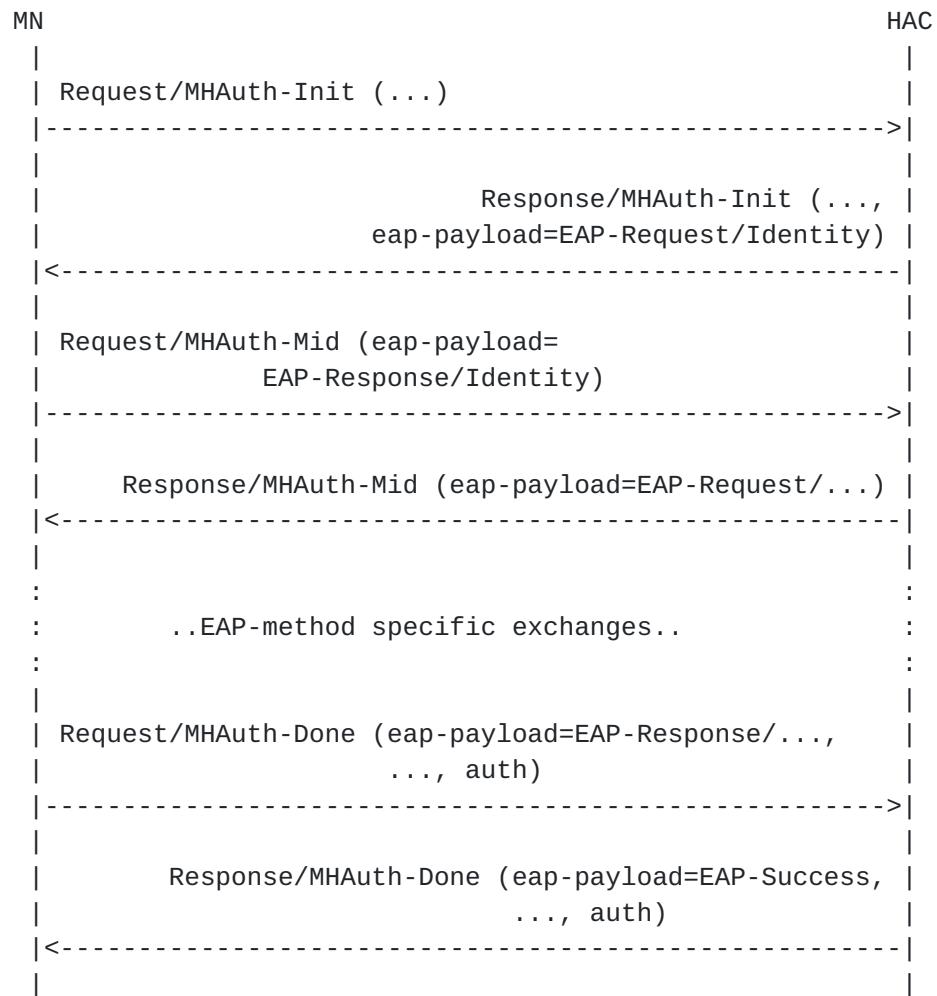 MN HAC
Request/MHAuth-Init (...)
Response/MHAuth-Init (...,
eap-payload=EAP-Request/Identity)
Request/MHAuth-Mid (eap-payload=
EAP-Response/Identity)
Response/MHAuth-Mid (eap-payload=EAP-Request/...)
..EAP-method specific exchanges..
Request/MHAuth-Done (eap-payload=EAP-Response/...,
..., auth)
Response/MHAuth-Done (eap-payload=EAP-Success,
..., auth)